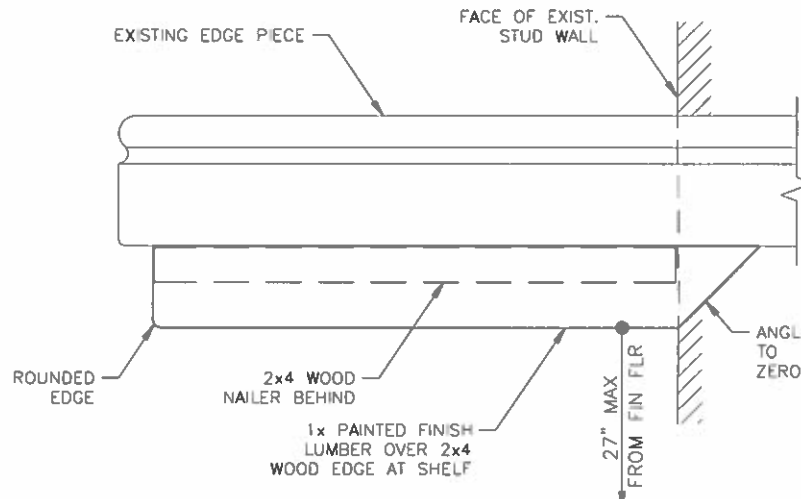 EXISTING EDGE PIECE
FACE OF EXIST.
STUD WALL
ROUNDED
EDGE
2x4 WOOD
NAILER BEHIND
1x PAINTED FINISH
LUMBER OVER 2x4
WOOD EDGE AT SHELF
27" MAX
FROM FIN FLR
ANGL
TO
ZERO